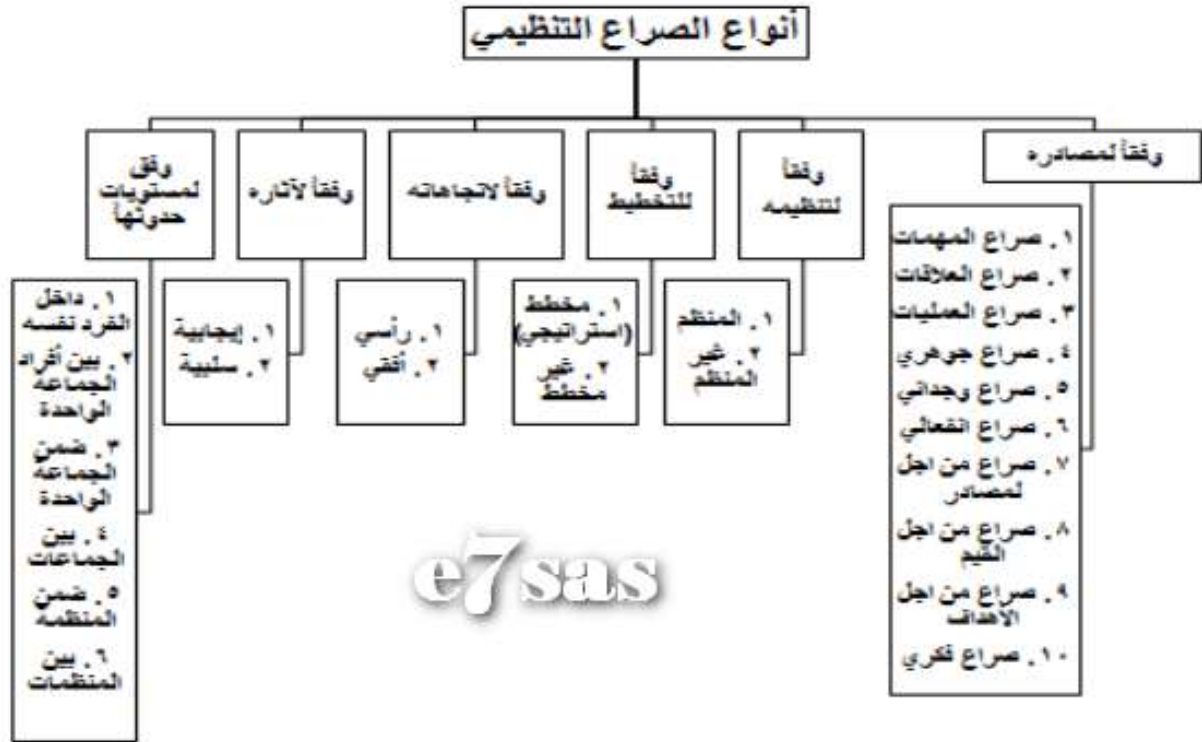 أنواع الصراع التنظيمي
وفقاً لمصادره
١. صراع المهمات
٢. صراع العلاقات
٣. صراع العمليات
٤. صراع جوهري
٥. صراع وجداني
٦. صراع انفعالي
٧. صراع من اجل
لمصادر
٨. صراع من اجل
القيم
٩. صراع من اجل
الأهداف
١٠. صراع فكري
وفقاً
لتنظيمه
١. المنظم
٢. غير
المنظم
وفقاً
للتخطيط
١. مخطط
(استراتيجي)
٢. غير
مخطط
وفقاً لاتجاهاته
١. رأسي
٢. أفقي
وفقاً لآثاره
١. إيجابية
٢. سلبية
وفق
لمستويات
حدوثها
١. داخل
الفرد نفسه
٢. بين أفراد
الجماعة
الواحدة
٣. ضمن
الجماعة
الواحدة
٤. بين
الجماعات
٥. ضمن
المنظمة
٦. بين
المنظمات
e7sas